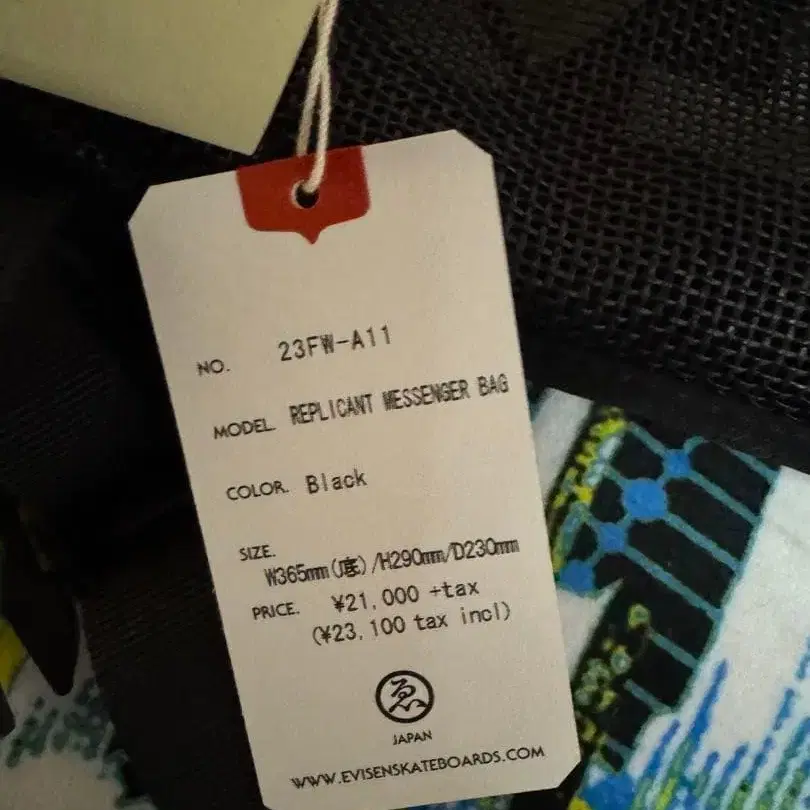 NO. 23FW-A11
MODEL. REPLICANT MESSENGER BAG
COLOR. Black
SIZE.
W365mm(底)/H290mm/D230mm
PRICE. ¥21,000 +tax
(¥23,100 tax incl)
ゑ
JAPAN
WWW.EVISENSKATEBOARDS.COM